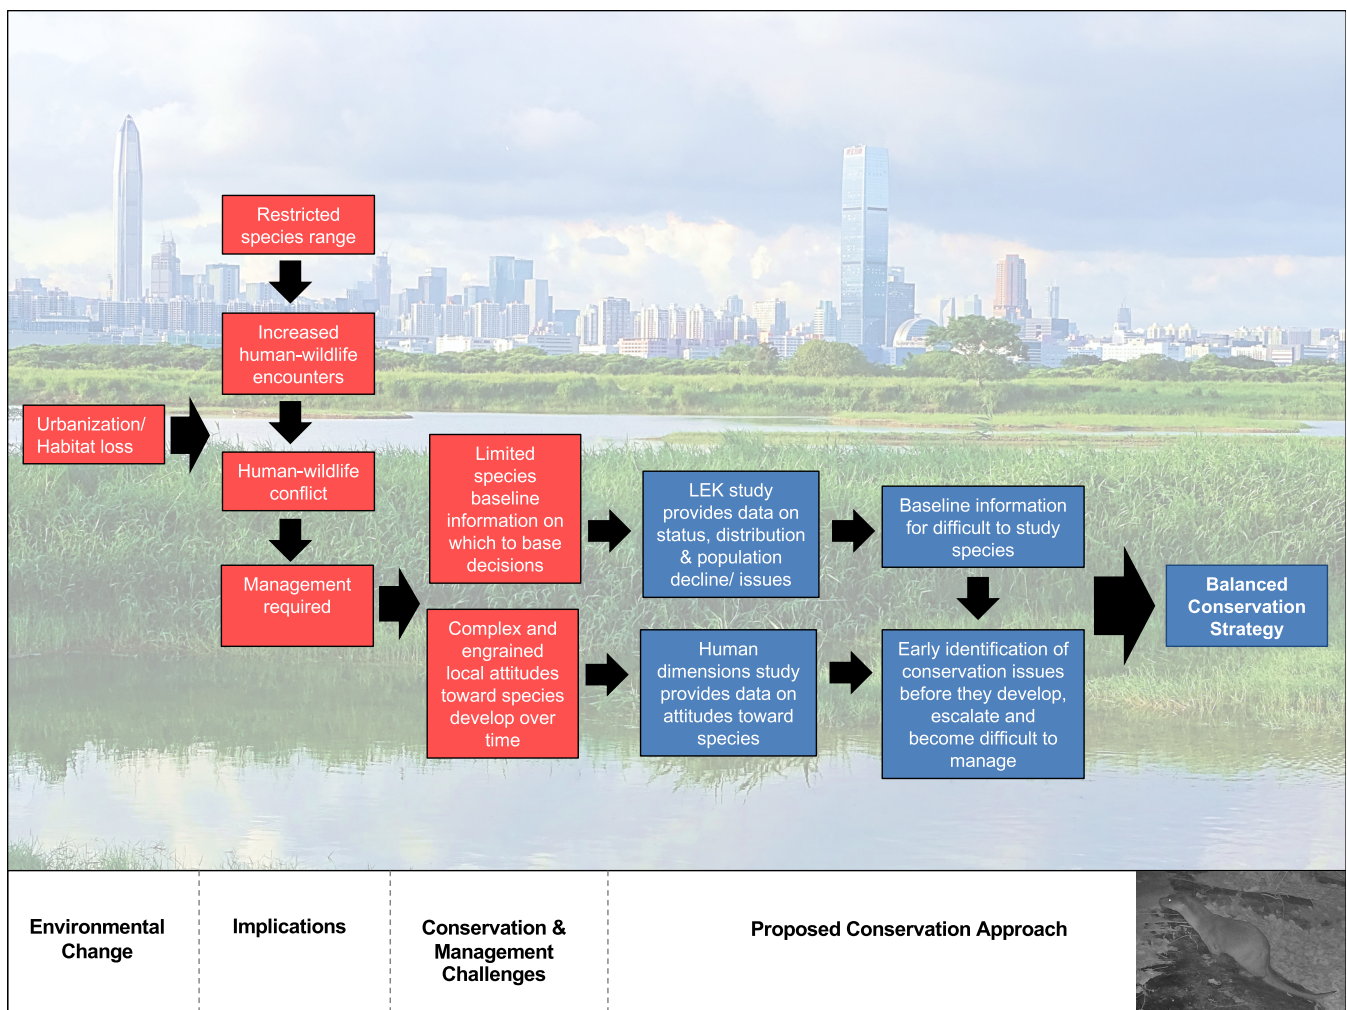 Restricted
species range
Increased
human-wildlife
encounters
Urbanization/
Habitat loss
Human-wildlife
conflict
Management
required
Limited
species
baseline
information on
which to base
decisions
Complex and
engrained
local attitudes
toward species
develop over
time
LEK study
provides data on
status, distribution
& population
decline/ issues
Human
dimensions study
provides data on
attitudes toward
species
Baseline information
for difficult to study
species
Early identification of
conservation issues
before they develop,
escalate and
become difficult to
manage
Balanced
Conservation
Strategy
Environmental
Change
Implications
Conservation &
Management
Challenges
Proposed Conservation Approach